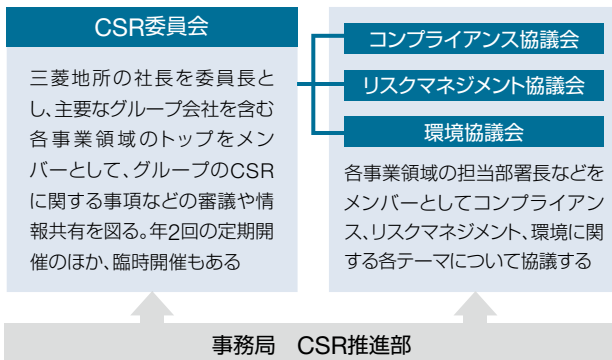 CSR委員会
三菱地所の社長を委員長と
し、主要なグループ会社を含む
各事業領域のトップをメン
バーとして、グループのCSR
に関する事項などの審議や情
報共有を図る。年2回の定期開
催のほか、臨時開催もある
コンプライアンス協議会
リスクマネジメント協議会
環境協議会
各事業領域の担当部署長などを
メンバーとしてコンプライアン
ス、リスクマネジメント、環境に関
する各テーマについて協議する
事務局　CSR推進部